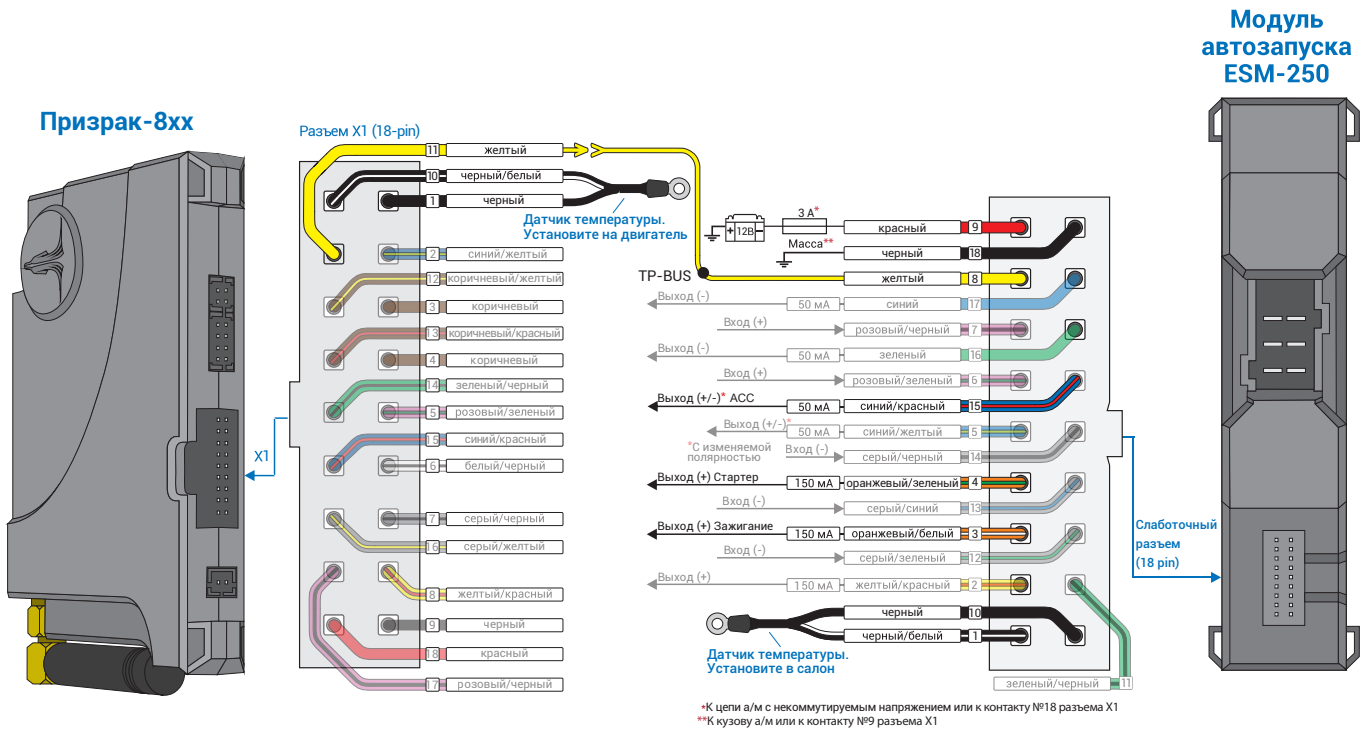 Модуль
автозапуска
ESM-250
Призрак-8xx
Разъем X1 (18-pin)
11 желтый
10 черный/белый
1 черный
Датчик температуры.
Установите на двигатель
2 синий/желтый
12 коричневый/желтый
3 коричневый
13 коричневый/красный
4 коричневый
14 зеленый/черный
5 розовый/зеленый
15 синий/красный
6 белый/черный
7 серый/черный
16 серый/желтый
8 желтый/красный
9 черный
18 красный
17 розовый/черный
X1
+ 12В −
3 А* красный 9
Масса** черный 18
TP-BUS желтый 8
Выход (-) 50 мА синий 17
Вход (+) розовый/черный 7
Выход (-) 50 мА зеленый 16
Вход (+) розовый/зеленый 6
Выход (+/-)* ACC 50 мА синий/красный 15
Выход (+/-)* 50 мА синий/желтый 5
*С изменяемой
полярностью
Вход (-) серый/черный 14
Выход (+) Стартер 150 мА оранжевый/зеленый 4
Вход (-) серый/синий 13
Выход (+) Зажигание 150 мА оранжевый/белый 3
Вход (-) серый/зеленый 12
Выход (+) 150 мА желтый/красный 2
черный 10
черный/белый 1
Датчик температуры.
Установите в салон
зеленый/черный 11
Слаботочный
разъем
(18 pin)
*К цепи а/м с некоммутируемым напряжением или к контакту №18 разъема X1
**К кузову а/м или к контакту №9 разъема X1